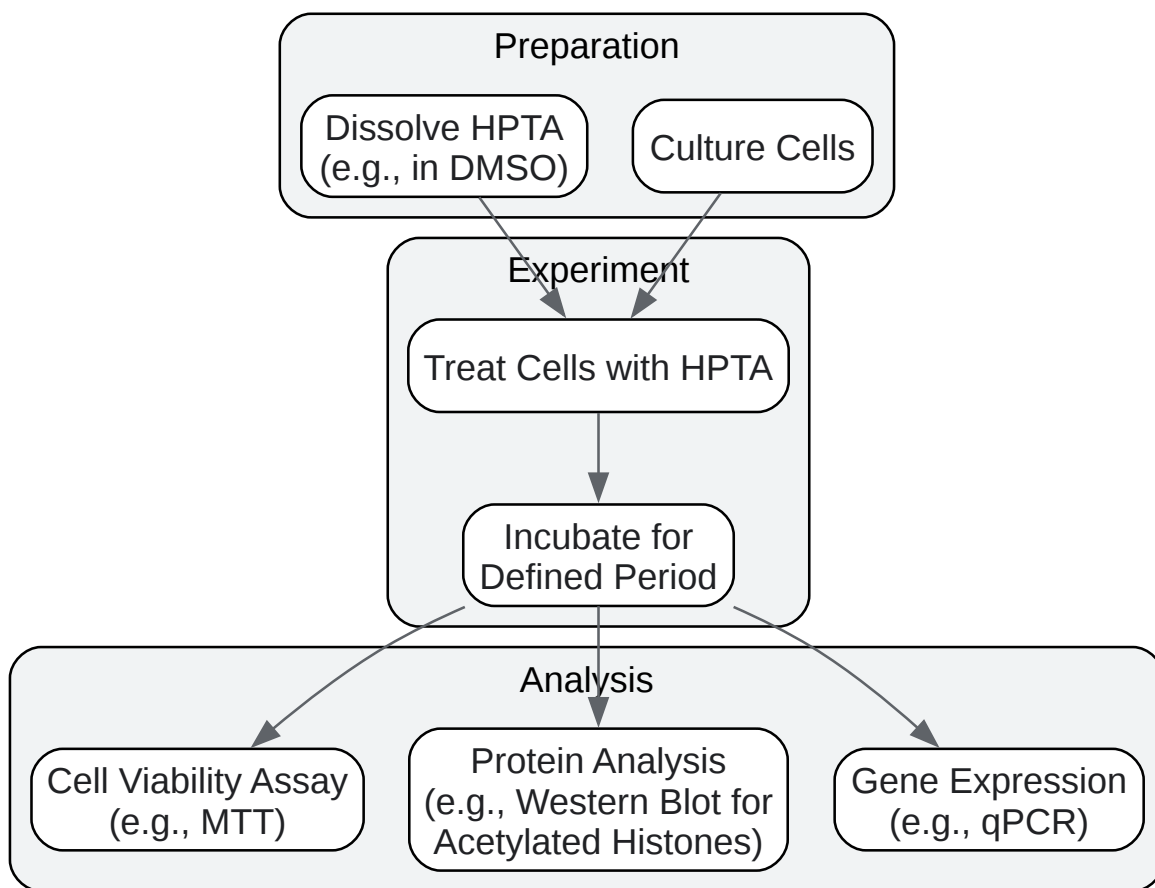 Preparation
Dissolve HPTA
(e.g., in DMSO)
Culture Cells
Experiment
Treat Cells with HPTA
Incubate for
Defined Period
Analysis
Cell Viability Assay
(e.g., MTT)
Protein Analysis
(e.g., Western Blot for
Acetylated Histones)
Gene Expression
(e.g., qPCR)